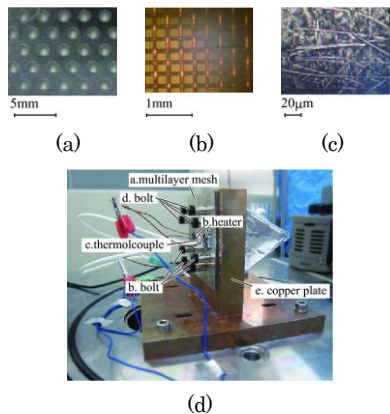 (a) (b) (c)
5mm 1mm 20μm
(a) (b) (c)
a.multilayer mesh
d. bolt
b.heater
c.thermolcouple
b. bolt
e. copper plate
(d)